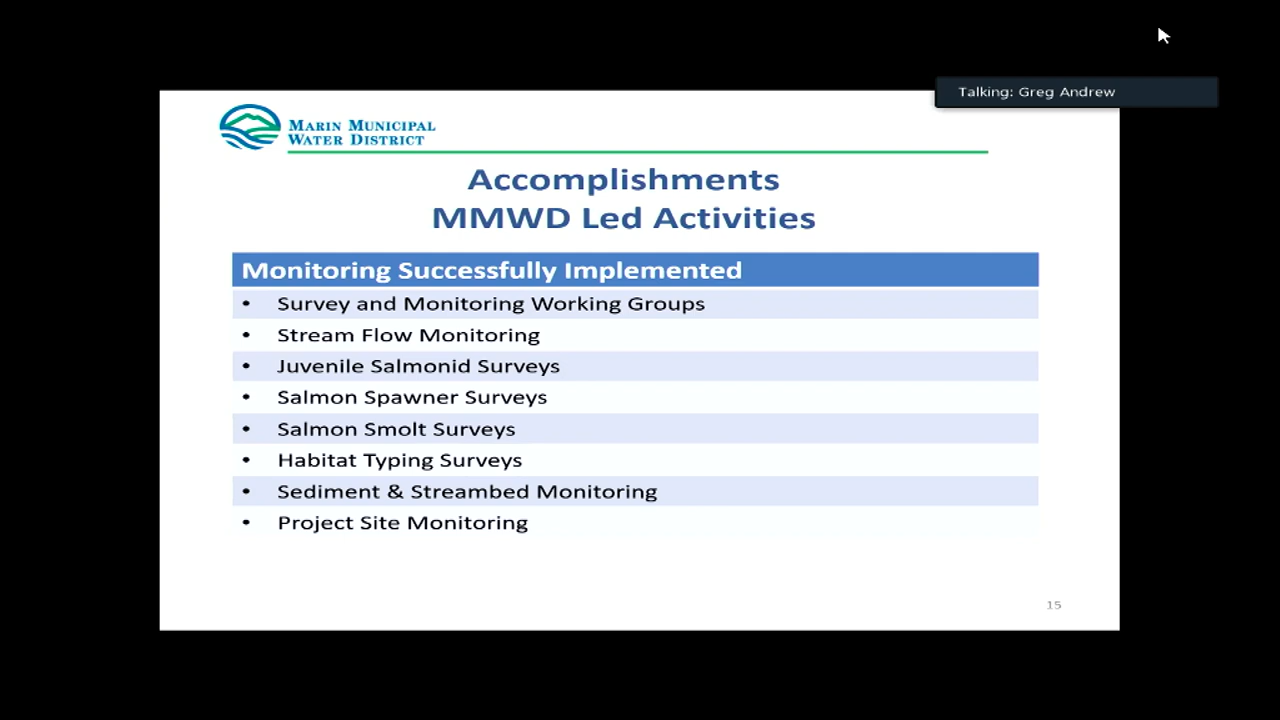 Talking: Greg Andrew
MARIN MUNICIPAL
WATER DISTRICT
Accomplishments
MMWD Led Activities
Monitoring Successfully Implemented
• Survey and Monitoring Working Groups
• Stream Flow Monitoring
• Juvenile Salmonid Surveys
• Salmon Spawner Surveys
• Salmon Smolt Surveys
• Habitat Typing Surveys
• Sediment & Streambed Monitoring
• Project Site Monitoring
15